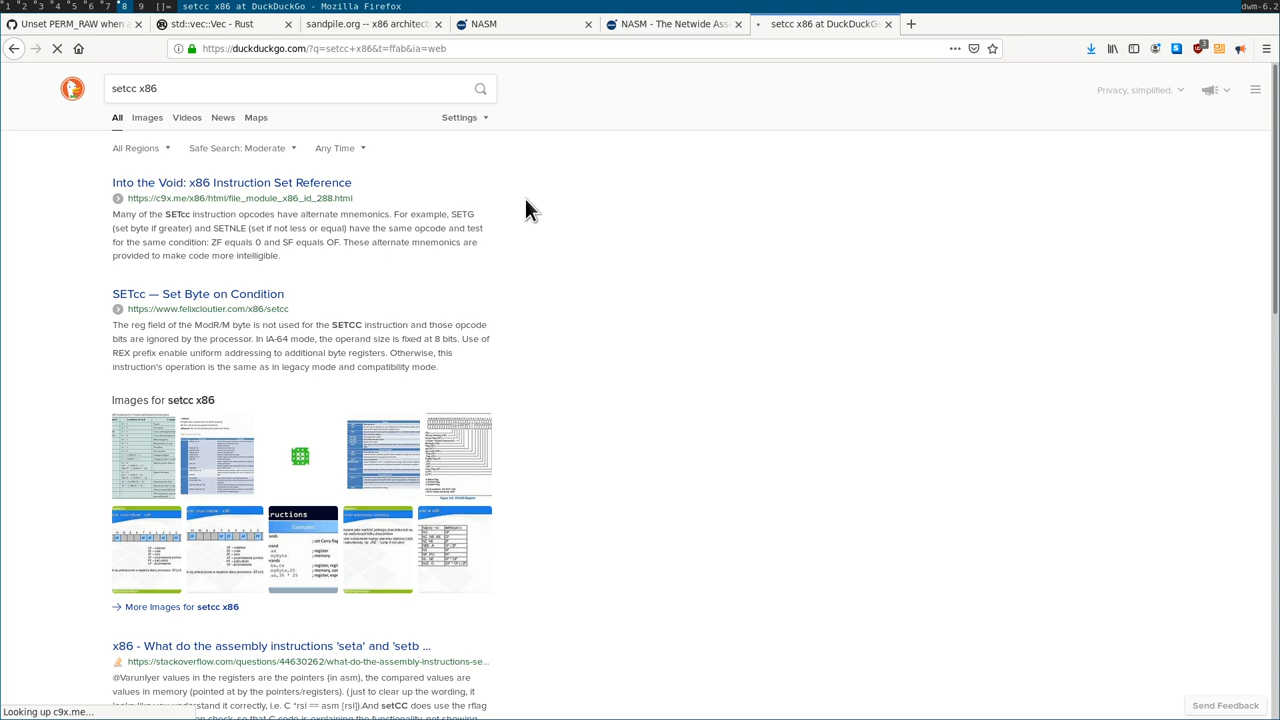 1 2 3 4 5 6 7 8 9 []= DuckDuckGo - Mozilla Firefox dwm-6.2
Unset PERM_RAW when a
std::vec::Vec - Rust
sandpile.org -- x86 architect
NASM
NASM - The Netwide Ass
setcc x86 at DuckDuckGo
https://duckduckgo.com/?q=setcc+x86&t=ffab&ia=web
setcc x86
Privacy, simplified.
All Images Videos News Maps Settings
All Regions Safe Search: Moderate Any Time
Into the Void: x86 Instruction Set Reference
https://c9x.me/x86/html/file_module_x86_id_288.html
Many of the SETcc instruction opcodes have alternate mnemonics. For example, SETG
(set byte if greater) and SETNLE (set if not less or equal) have the same opcode and test
for the same condition: ZF equals 0 and SF equals OF. These alternate mnemonics are
provided to make code more intelligible.
SETcc — Set Byte on Condition
https://www.felixcloutier.com/x86/setcc
The reg field of the ModR/M byte is not used for the SETCC instruction and those opcode
bits are ignored by the processor. In IA-64 mode, the operand size is fixed at 8 bits. Use of
REX prefix enable uniform addressing to additional byte registers. Otherwise, this
instruction's operation is the same as in legacy mode and compatibility mode.
Images for setcc x86
ructions
Examples
More Images for setcc x86
x86 - What do the assembly instructions 'seta' and 'setb ...
https://stackoverflow.com/questions/44630262/what-do-the-assembly-instructions-se...
@VarunIyer values in the registers are the pointers (in asm), the compared values are
values in memory (pointed at by the pointers/registers). (just to clear up the wording, it
looks like you understand it correctly, i.e. C *rsi == asm [rsi]).And setCC does use the rflag
Send Feedback
Looking up c9x.me…